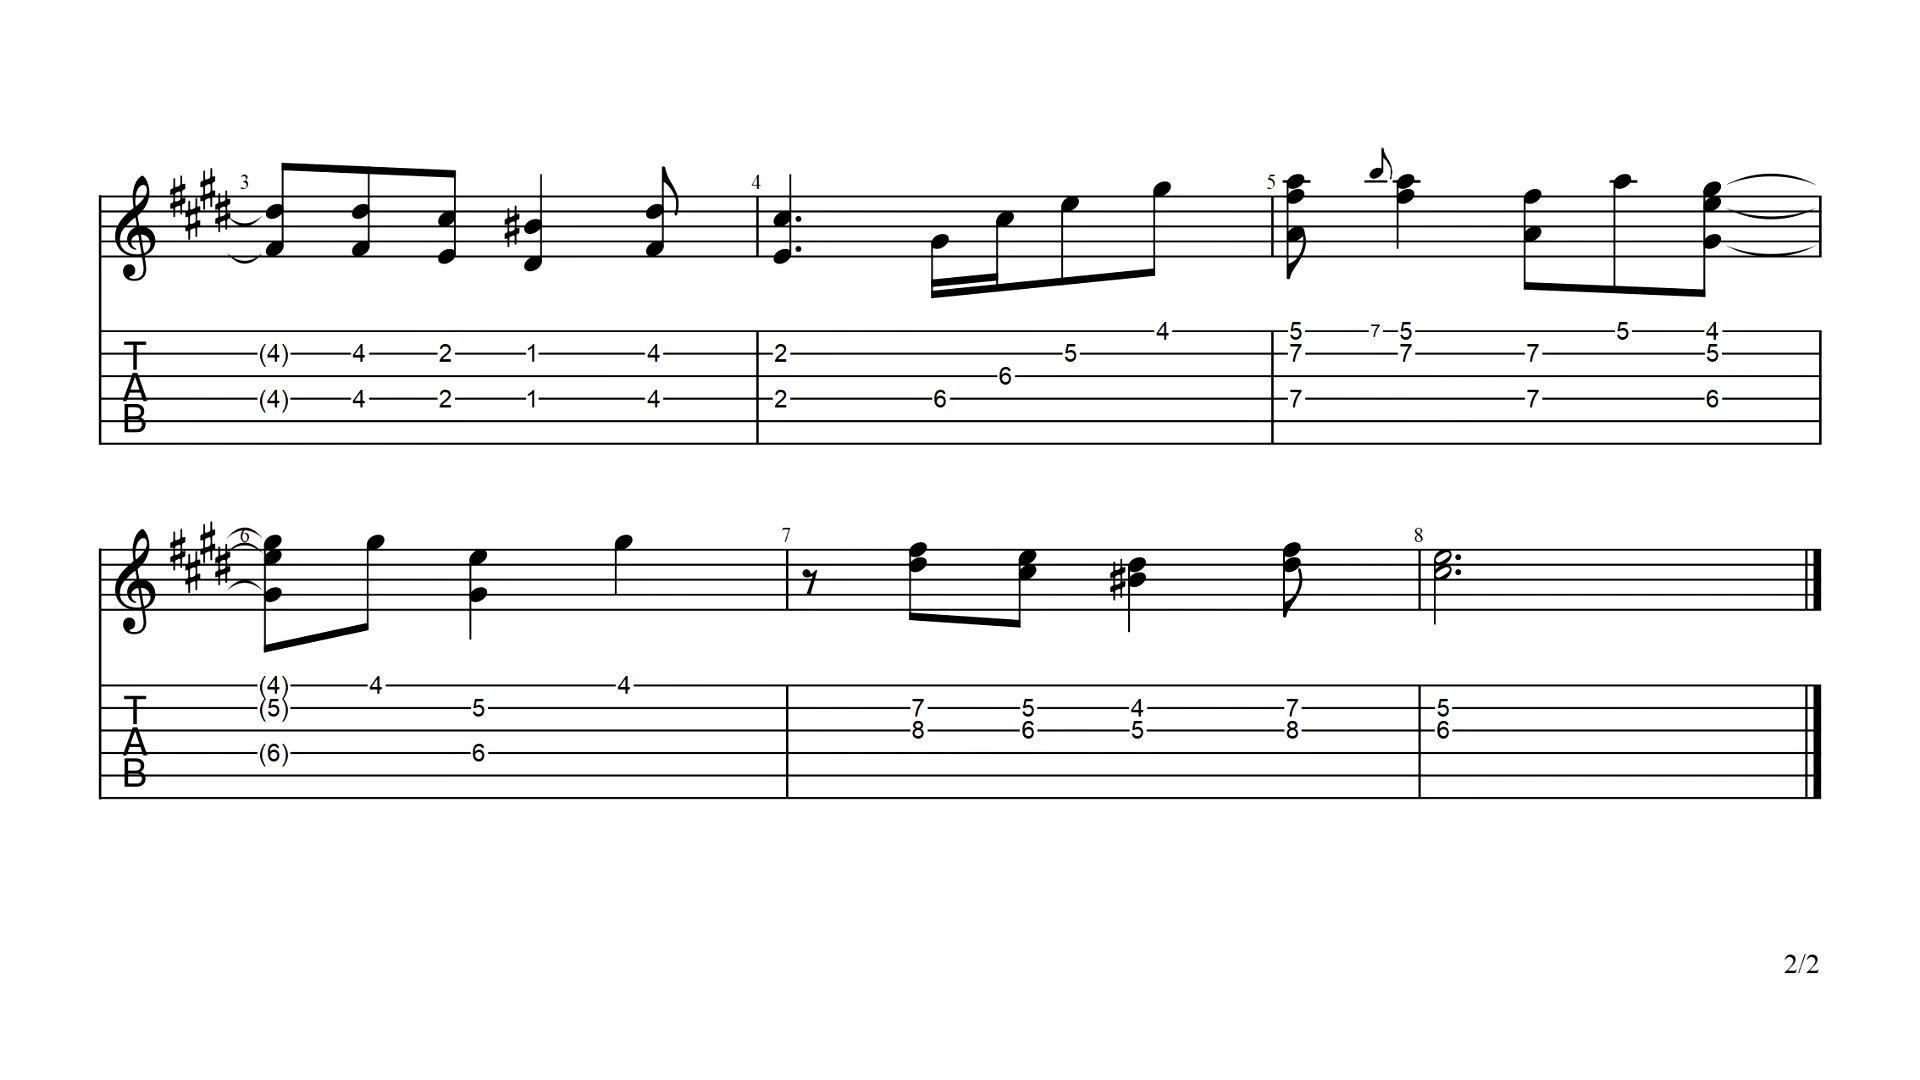 3 4 5
5 7 5 5 4
T (4) 4 2 1 4 2 5 7 7 7 5
A 6
B (4) 4 2 1 4 2 6 7 7 6
6 7 8
(4) 4 4
T (5) 5 7 5 4 7 5
A 8 6 5 8 6
B (6) 6
2/2